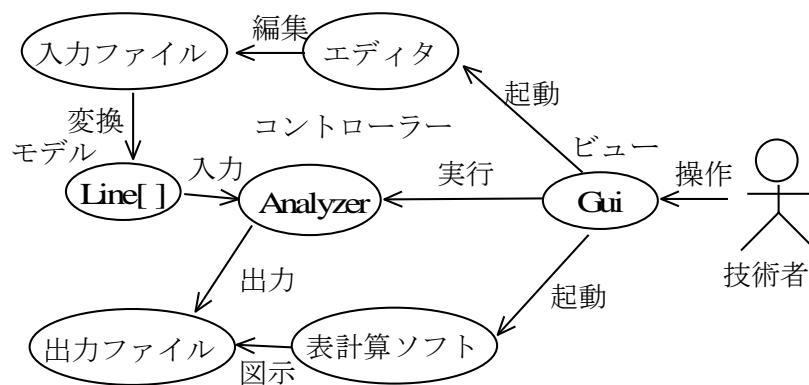 編集
入力ファイル
エディタ
起動
変換
コントローラー
モデル
ビュー
入力
実行
操作
Line[ ]
Analyzer
Gui
技術者
出力
起動
出力ファイル
表計算ソフト
図示